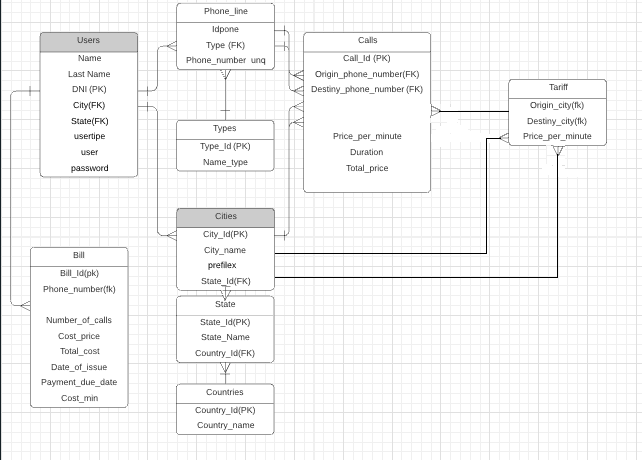 Phone_line
Idpone
Type (FK)
Phone_number unq
Users
Name
Last Name
DNI (PK)
City(FK)
State(FK)
usertipe
user
password
Calls
Call_Id (PK)
Origin_phone_number(FK)
Destiny_phone_number (FK)
Price_per_minute
Duration
Total_price
Tariff
Origin_city(fk)
Destiny_city(fk)
Price_per_minute
Types
Type_Id (PK)
Name_type
Cities
City_Id(PK)
City_name
prefilex
State_Id(FK)
Bill
Bill_Id(pk)
Phone_number(fk)
Number_of_calls
Cost_price
Total_cost
Date_of_issue
Payment_due_date
Cost_min
State
State_Id(PK)
State_Name
Country_Id(FK)
Countries
Country_Id(PK)
Country_name